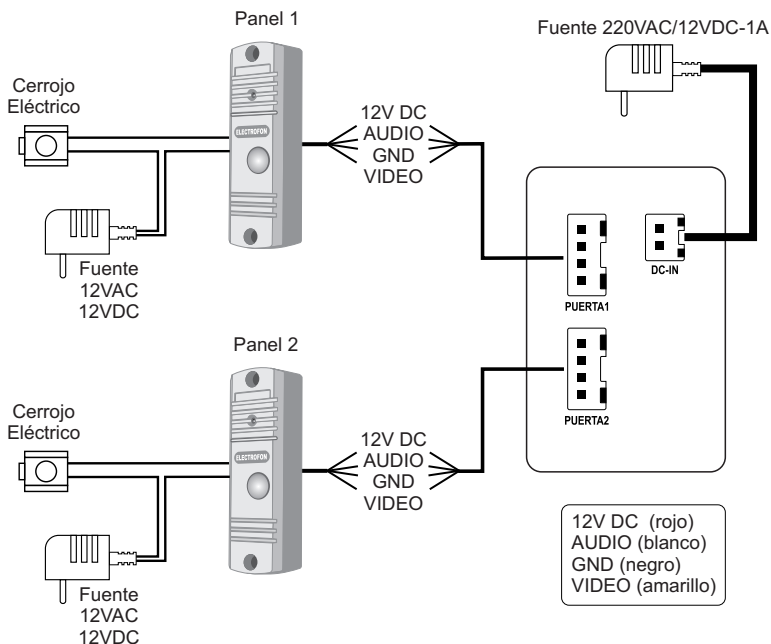 Panel 1
Fuente 220VAC/12VDC-1A
Cerrojo
Eléctrico
ELECTROFON
12V DC
AUDIO
GND
VIDEO
Fuente
12VAC
12VDC
PUERTA1
DC-IN
Panel 2
Cerrojo
Eléctrico
ELECTROFON
12V DC
AUDIO
GND
VIDEO
Fuente
12VAC
12VDC
PUERTA2
12V DC (rojo)
AUDIO (blanco)
GND (negro)
VIDEO (amarillo)